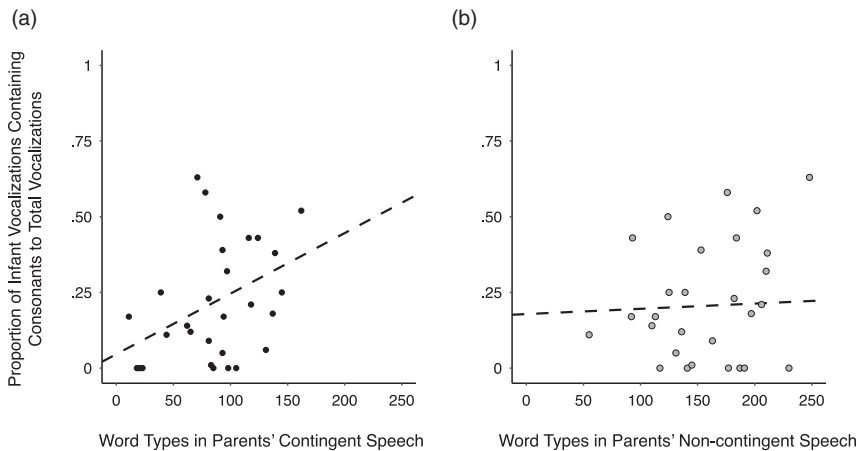 (a)
(b)
Proportion of Infant Vocalizations Containing
Consonants to Total Vocalizations
1
.75
.50
.25
0
0 50 100 150 200 250
Word Types in Parents' Contingent Speech
1
.75
.50
.25
0
0 50 100 150 200 250
Word Types in Parents' Non-contingent Speech